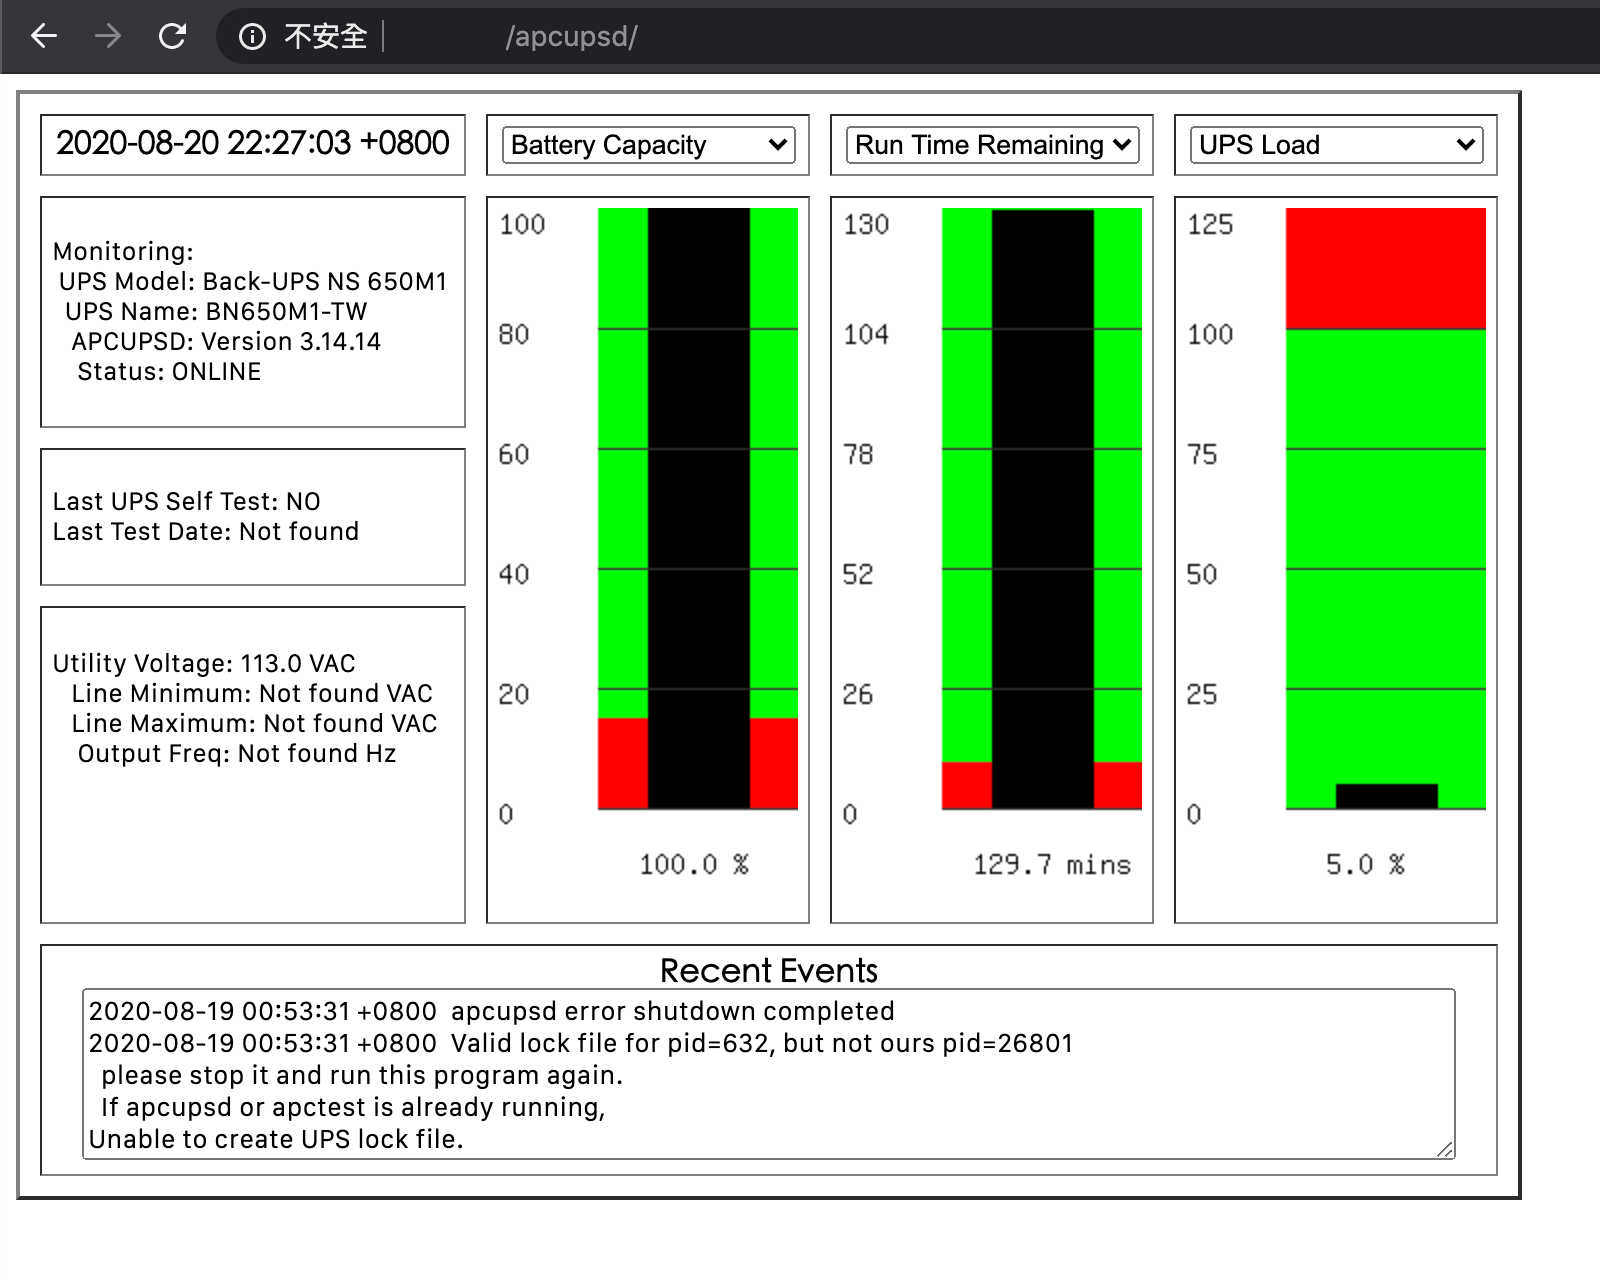 不安全 /apcupsd/
2020-08-20 22:27:03 +0800
Battery Capacity
Run Time Remaining
UPS Load
Monitoring:
UPS Model: Back-UPS NS 650M1
UPS Name: BN650M1-TW
APCUPSD: Version 3.14.14
Status: ONLINE
Last UPS Self Test: NO
Last Test Date: Not found
Utility Voltage: 113.0 VAC
Line Minimum: Not found VAC
Line Maximum: Not found VAC
Output Freq: Not found Hz
100
80
60
40
20
0
100.0 %
130
104
78
52
26
0
129.7 mins
125
100
75
50
25
0
5.0 %
Recent Events
2020-08-19 00:53:31 +0800 apcupsd error shutdown completed
2020-08-19 00:53:31 +0800 Valid lock file for pid=632, but not ours pid=26801
please stop it and run this program again.
If apcupsd or apctest is already running,
Unable to create UPS lock file.